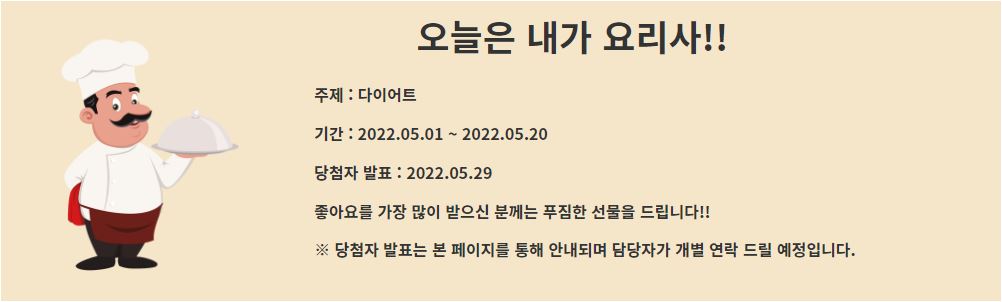 오늘은 내가 요리사!!
주제 : 다이어트
기간 : 2022.05.01 ~ 2022.05.20
당첨자 발표 : 2022.05.29
좋아요를 가장 많이 받으신 분께는 푸짐한 선물을 드립니다!!
※ 당첨자 발표는 본 페이지를 통해 안내되며 담당자가 개별 연락 드릴 예정입니다.